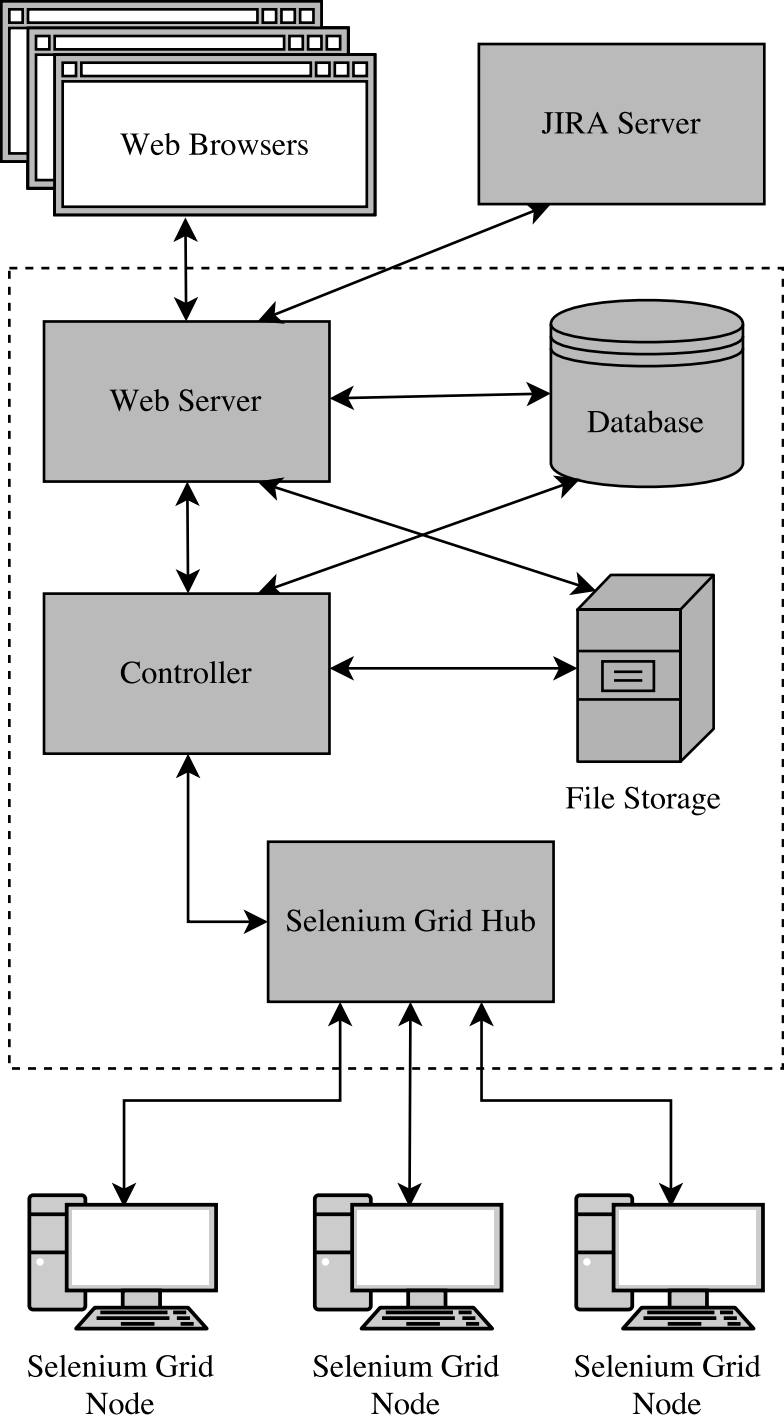 Web Browsers
JIRA Server
Web Server
Database
Controller
File Storage
Selenium Grid Hub
Selenium Grid
Node
Selenium Grid
Node
Selenium Grid
Node